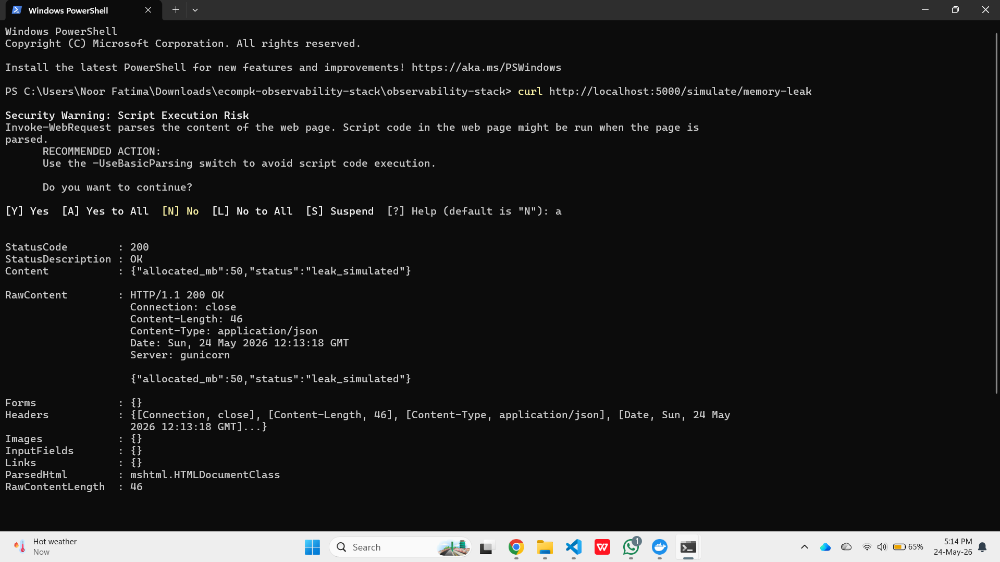 Windows PowerShell
Windows PowerShell
Copyright (C) Microsoft Corporation. All rights reserved.
Install the latest PowerShell for new features and improvements! https://aka.ms/PSWindows
PS C:\Users\Noor Fatima\Downloads\ecompk-observability-stack\observability-stack> curl http://localhost:5000/simulate/memory-leak
Security Warning: Script Execution Risk
Invoke-WebRequest parses the content of the web page. Script code in the web page might be run when the page is
parsed.
RECOMMENDED ACTION:
Use the -UseBasicParsing switch to avoid script code execution.
Do you want to continue?
[Y] Yes  [A] Yes to All  [N] No  [L] No to All  [S] Suspend  [?] Help (default is "N"): a
StatusCode        : 200
StatusDescription : OK
Content           : {"allocated_mb":50,"status":"leak_simulated"}
RawContent        : HTTP/1.1 200 OK
Connection: close
Content-Length: 46
Content-Type: application/json
Date: Sun, 24 May 2026 12:13:18 GMT
Server: gunicorn
{"allocated_mb":50,"status":"leak_simulated"}
Forms             : {}
Headers           : {[Connection, close], [Content-Length, 46], [Content-Type, application/json], [Date, Sun, 24 May
2026 12:13:18 GMT]...}
Images            : {}
InputFields       : {}
Links             : {}
ParsedHtml        : mshtml.HTMLDocumentClass
RawContentLength  : 46
Hot weather
Now
Search
1
65%
5:14 PM
24-May-26